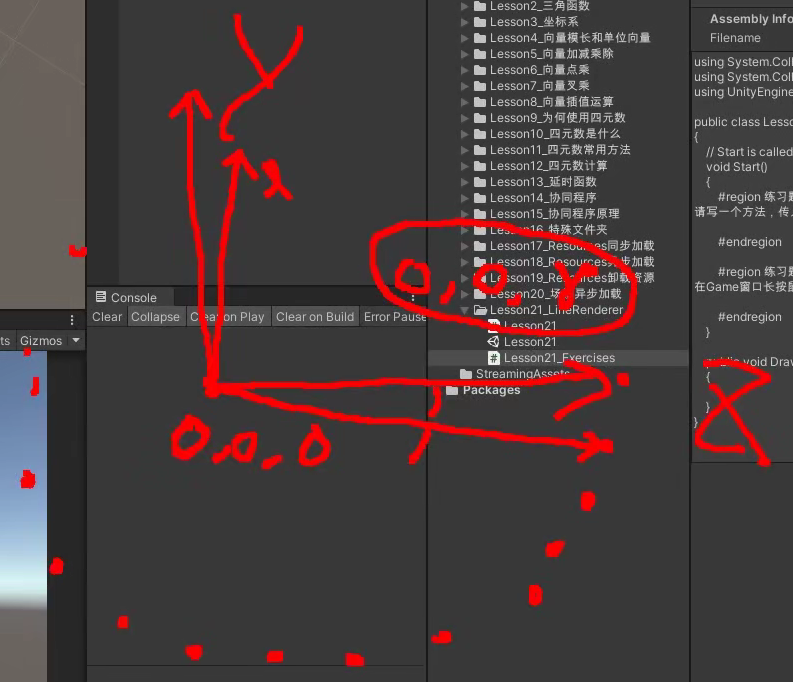 Lesson2_三角函数
Lesson3_坐标系
Lesson4_向量模长和单位向量
Lesson5_向量加减乘除
Lesson6_向量点乘
Lesson7_向量叉乘
Lesson8_向量插值运算
Lesson9_为何使用四元数
Lesson10_四元数是什么
Lesson11_四元数常用方法
Lesson12_四元数计算
Lesson13_延时函数
Lesson14_协同程序
Lesson15_协同程序原理
Lesson16_特殊文件夹
Lesson17_Resources同步加载
Lesson18_Resources异步加载
Lesson19_Resources卸载资源
Lesson20_场景异步加载
Lesson21_LineRenderer
Lesson21
Lesson21
Lesson21_Exercises
StreamingAssets
Packages
Assembly Info
Filename
using System.Coll
using System.Coll
using UnityEngine
public class Lesso
{
// Start is called
void Start()
{
#region 练习题
请写一个方法，传入
#endregion
#region 练习题
在Game窗口长按鼠
#endregion
}
public void Draw
{
}
}
Console
Clear
Collapse
Clear on Play
Clear on Build
Error Pause
ts
Gizmos
y
0,0,r
0,0,0